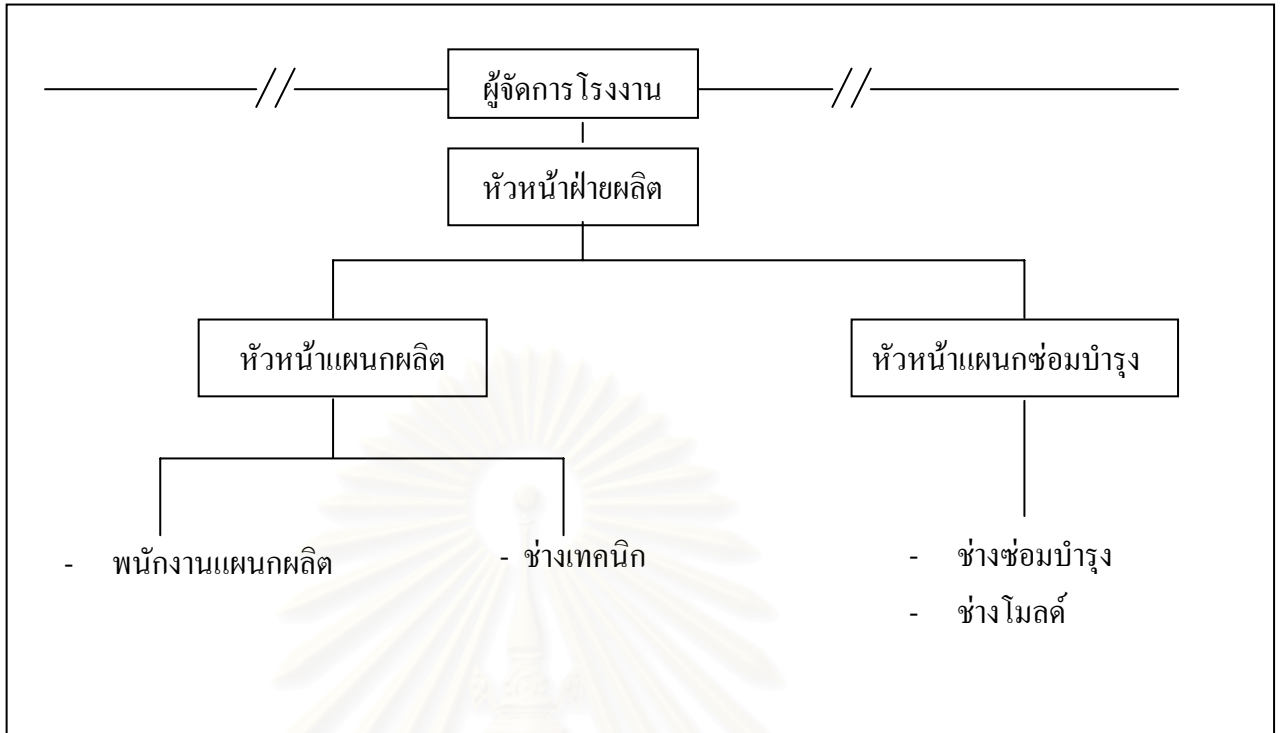 ผู้จัดการโรงงาน
หัวหน้าฝ่ายผลิต
หัวหน้าแผนกผลิต
หัวหน้าแผนกซ่อมบำรุง
- พนักงานแผนกผลิต
- ช่างเทคนิค
- ช่างซ่อมบำรุง
- ช่างโมลด์